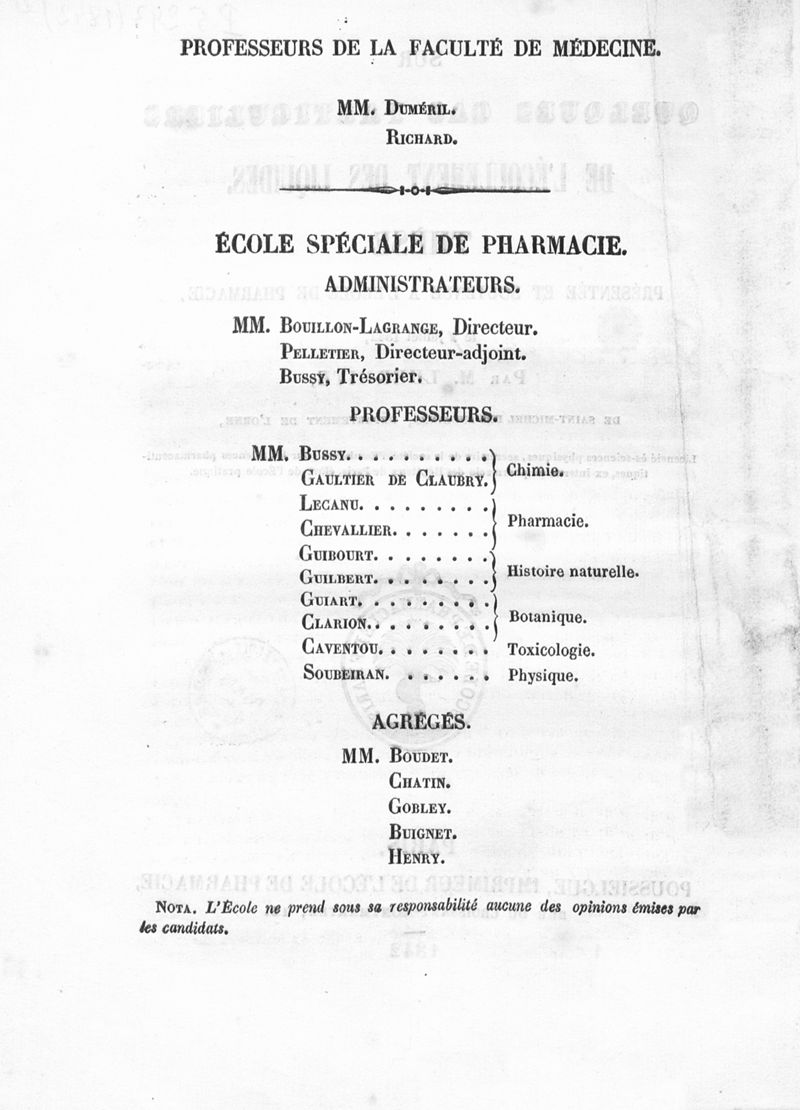 PROFESSEURS DE LA FACULTÉ DE MÉDECINE.
MM. DUMÉRIL.
RICHARD.
ÉCOLE SPÉCIALE DE PHARMACIE.
ADMINISTRATEURS.
MM. BOUILLON-LAGRANGE, Directeur.
PELLETIER, Directeur-adjoint.
BUSSY, Trésorier.
PROFESSEURS.
MM. BUSSY. . . . . . . . . .
GAULTIER DE CLAUBRY.
Chimie.
LECANU. . . . . . . . .
CHEVALLIER. . . . . . .
Pharmacie.
GUIBOURT. . . . . . . .
GUILBERT. . . . . . . .
Histoire naturelle.
GUIART. . . . . . . . .
CLARION. . . . . . . . .
Botanique.
CAVENTOU. . . . . . . . Toxicologie.
SOUBEIRAN. . . . . . . Physique.
AGRÉGÉS.
MM. BOUDET.
CHATIN.
GOBLEY.
BUIGNET.
HENRY.
NOTA. L'École ne prend sous sa responsabilité aucune des opinions émises par
les candidats.